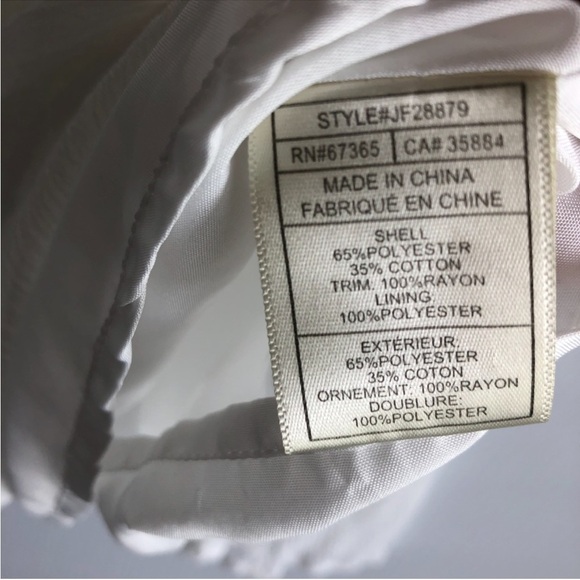 STYLE#JF28879
RN#67365 CA# 35884
MADE IN CHINA
FABRIQUÉ EN CHINE
SHELL
65%POLYESTER
35% COTTON
TRIM. 100%RAYON
LINING
100%POLYESTER
EXTÉRIEUR.
65%POLYESTER
35% COTON
ORNEMENT: 100%RAYON
DOUBLURE:
100%POLYESTER